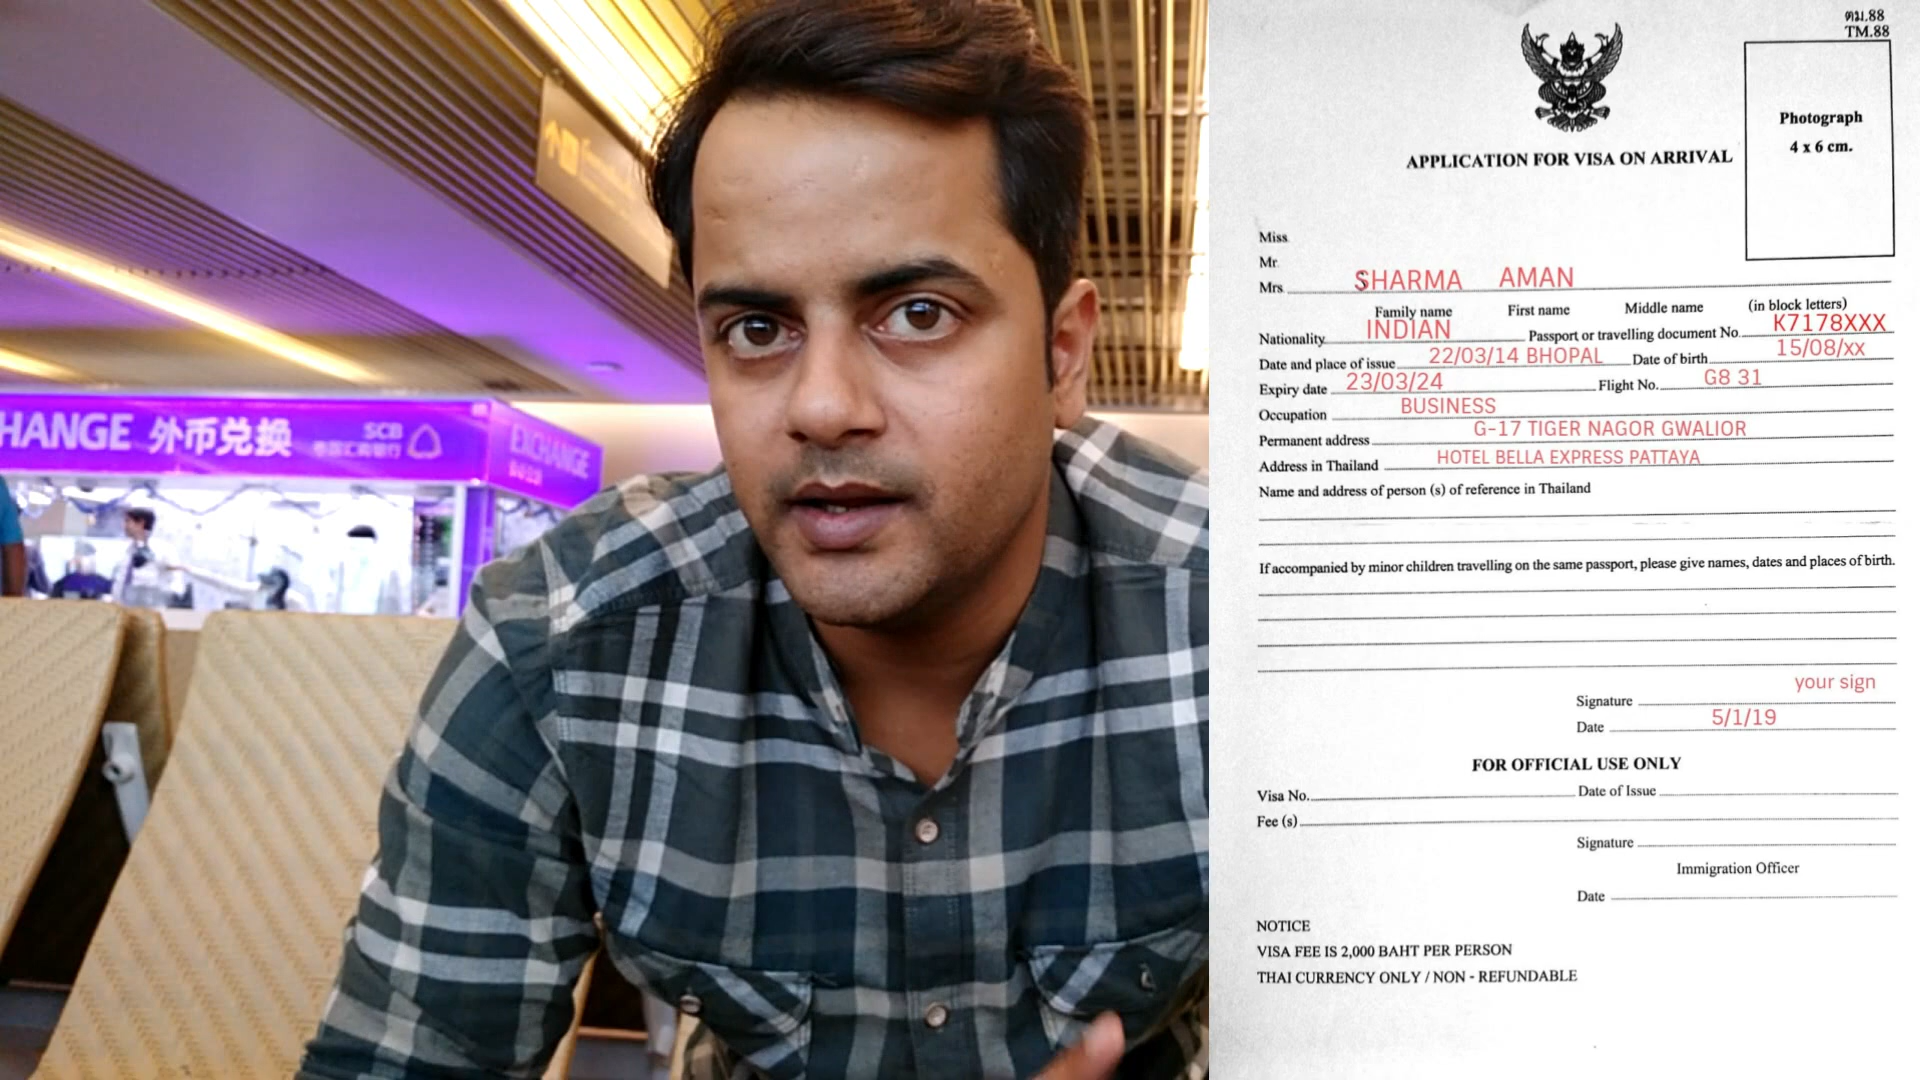 HANGE 外币兑换
SCB
泰国汇商银行
EXCHANGE
ตม.88
TM.88
Photograph
4 x 6 cm.
APPLICATION FOR VISA ON ARRIVAL
Miss
Mr
Mrs SHARMA AMAN
Family name First name Middle name (in block letters)
Nationality INDIAN Passport or travelling document No. K7178XXX
Date and place of issue 22/03/14 BHOPAL Date of birth 15/08/xx
Expiry date 23/03/24 Flight No. G8 31
Occupation BUSINESS
Permanent address G-17 TIGER NAGOR GWALIOR
Address in Thailand HOTEL BELLA EXPRESS PATTAYA
Name and address of person (s) of reference in Thailand
If accompanied by minor children travelling on the same passport, please give names, dates and places of birth.
Signature your sign
Date 5/1/19
FOR OFFICIAL USE ONLY
Visa No. Date of Issue
Fee (s)
Signature
Immigration Officer
Date
NOTICE
VISA FEE IS 2,000 BAHT PER PERSON
THAI CURRENCY ONLY / NON - REFUNDABLE